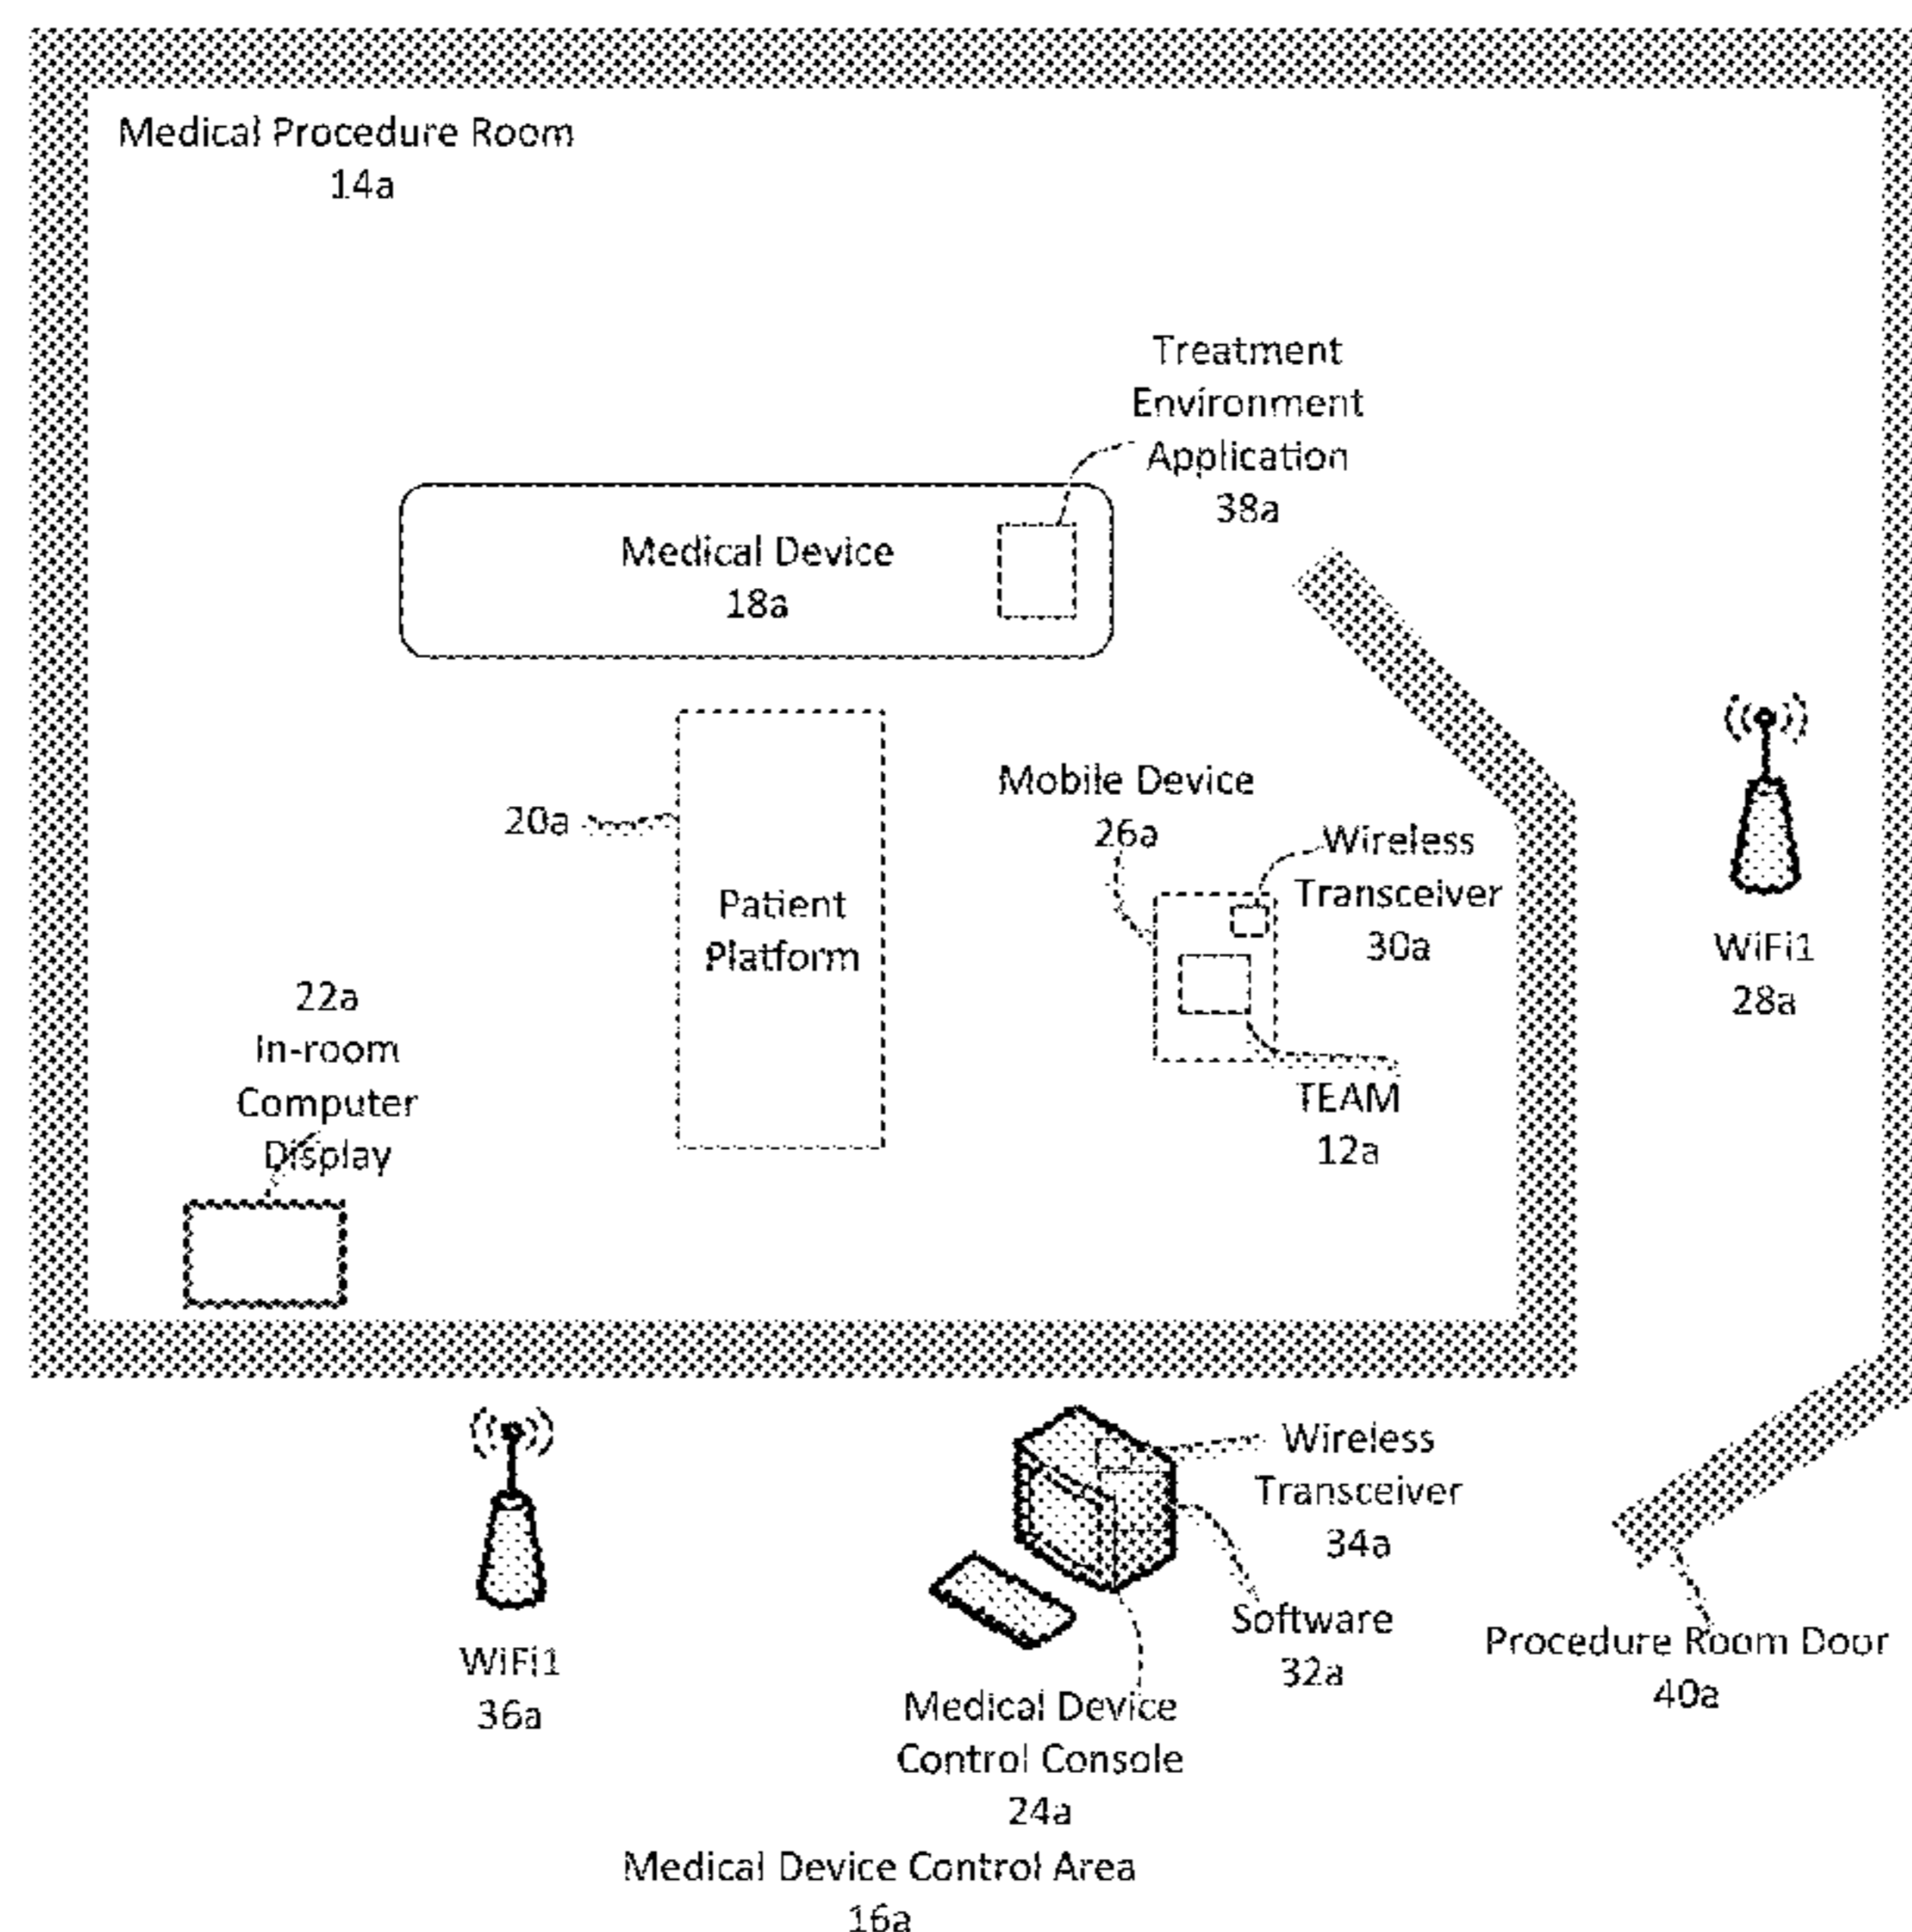 Medical Procedure Room
14a
Treatment
Environment
Application
38a
Medical Device
18a
Mobile Device
26a
20a
Wireless
Transceiver
30a
Patient
Platform
WiFi1
28a
22a
In-room
Computer
Display
TEAM
12a
Wireless
Transceiver
34a
Software
32a
Procedure Room Door
40a
WiFi1
36a
Medical Device
Control Console
24a
Medical Device Control Area
16a